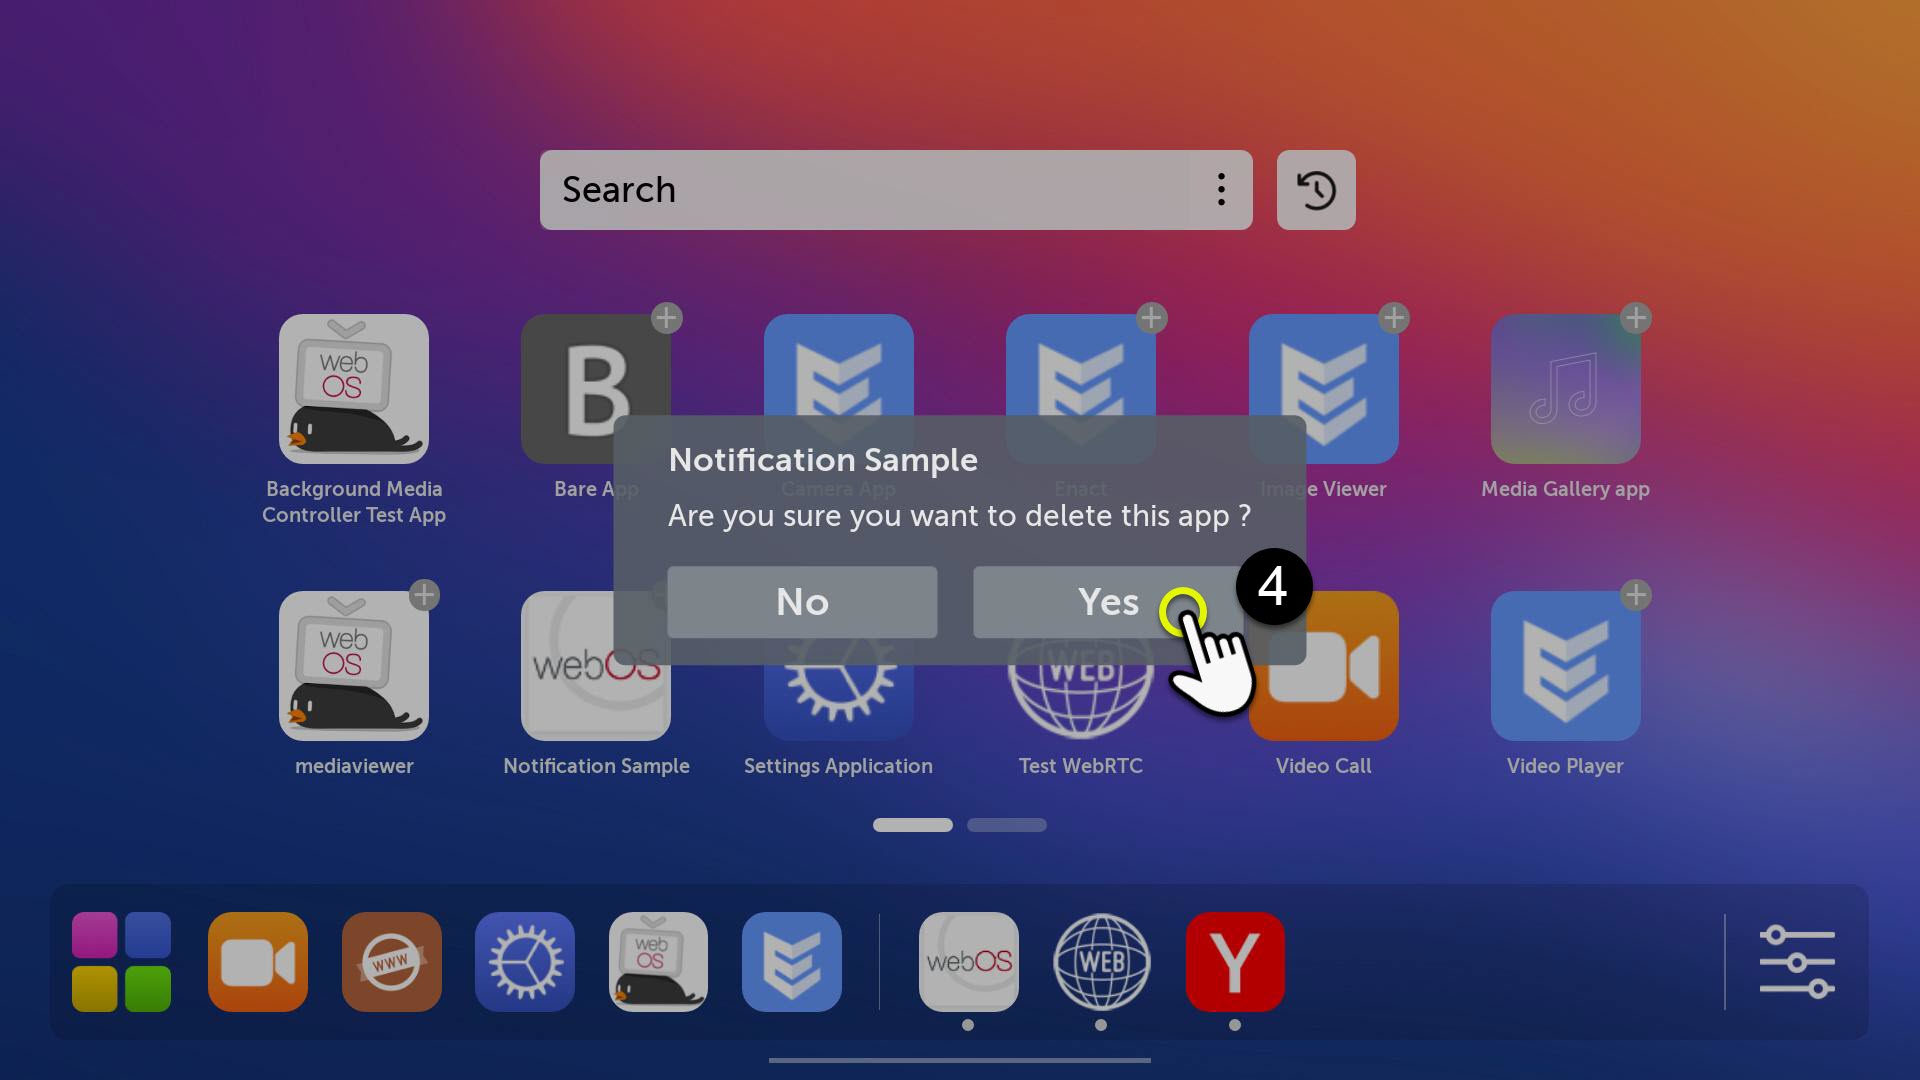 Search
web
OS
B
Background Media
Controller Test App
Bare App
Camera App
Enact
Image Viewer
Media Gallery app
Notification Sample
Are you sure you want to delete this app ?
No
Yes
4
web
OS
webOS
WEB
mediaviewer
Notification Sample
Settings Application
Test WebRTC
Video Call
Video Player
WWW
web
OS
webOS
WEB
Y